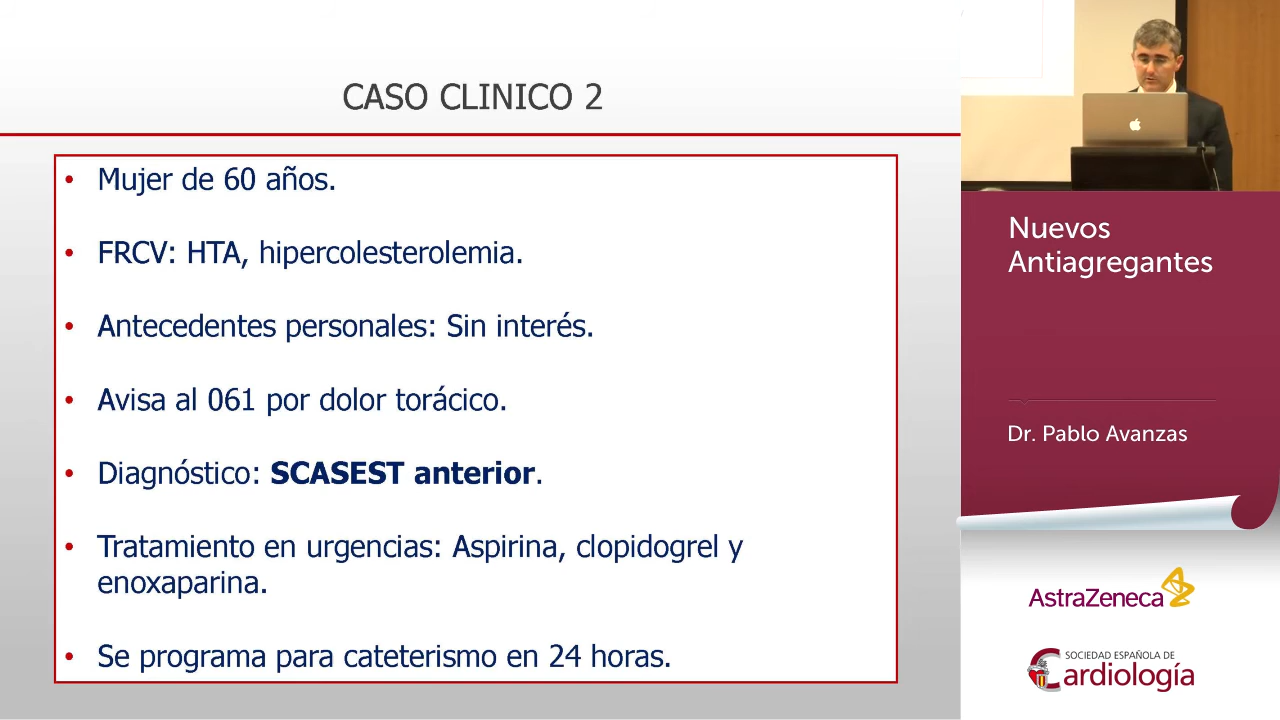 CASO CLINICO 2
• Mujer de 60 años.
• FRCV: HTA, hipercolesterolemia.
• Antecedentes personales: Sin interés.
• Avisa al 061 por dolor torácico.
• Diagnóstico: SCASEST anterior.
• Tratamiento en urgencias: Aspirina, clopidogrel y
enoxaparina.
• Se programa para cateterismo en 24 horas.
Nuevos
Antiagregantes
Dr. Pablo Avanzas
AstraZeneca
SOCIEDAD ESPAÑOLA DE
Cardiología